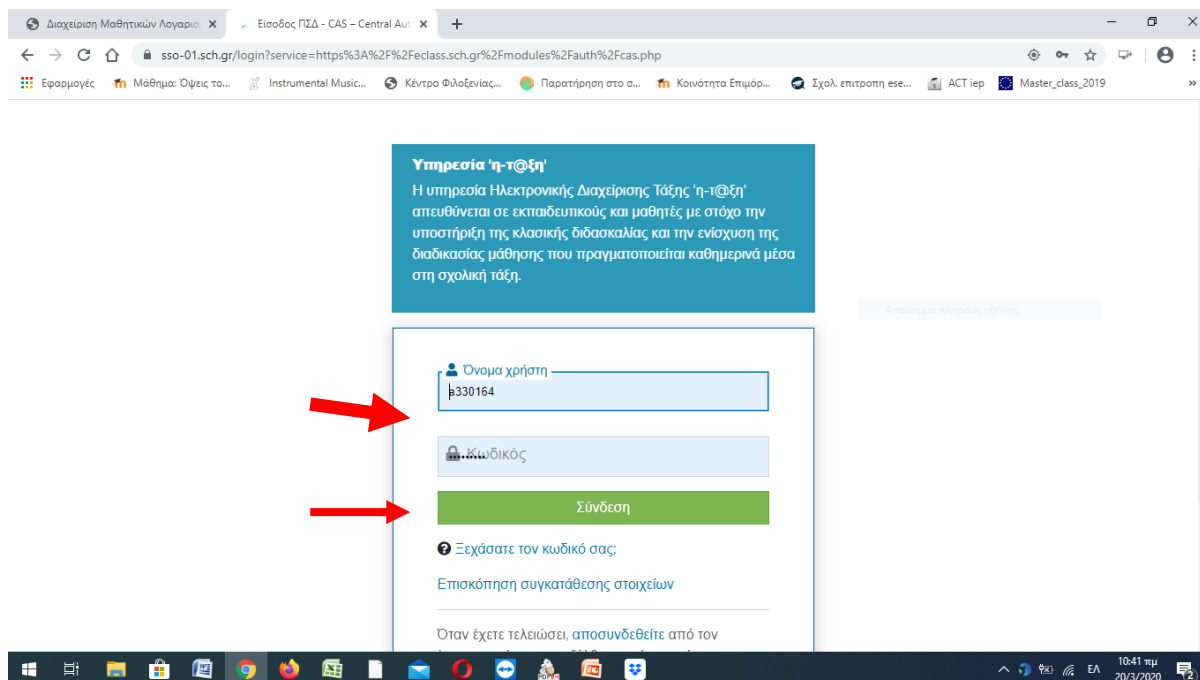 Διαχείριση Μαθητικών Λογαριασ
Είσοδος ΠΣΔ - CAS – Central Aut
sso-01.sch.gr/login?service=https%3A%2F%2Feclass.sch.gr%2Fmodules%2Fauth%2Fcas.php
Εφαρμογές
Μάθημα: Όψεις το...
Instrumental Music...
Κέντρο Φιλοξενίας...
Παρατήρηση στο σ...
Κοινότητα Επιμόρ...
Σχολ. επιτροπη ese...
ACT iep
Master_class_2019
»
Υπηρεσία 'η-τ@ξη'
Η υπηρεσία Ηλεκτρονικής Διαχείρισης Τάξης 'η-τ@ξη'
απευθύνεται σε εκπαιδευτικούς και μαθητές με στόχο την
υποστήριξη της κλασικής διδασκαλίας και την ενίσχυση της
διαδικασίας μάθησης που πραγματοποιείται καθημερινά μέσα
στη σχολική τάξη.
Απόκομμα πλήρους οθόνης
Όνομα χρήστη
a330164
Κωδικός
Σύνδεση
Ξεχάσατε τον κωδικό σας;
Επισκόπηση συγκατάθεσης στοιχείων
Όταν έχετε τελειώσει, αποσυνδεθείτε από τον
ΕΛ
10:41 πμ
20/3/2020
2